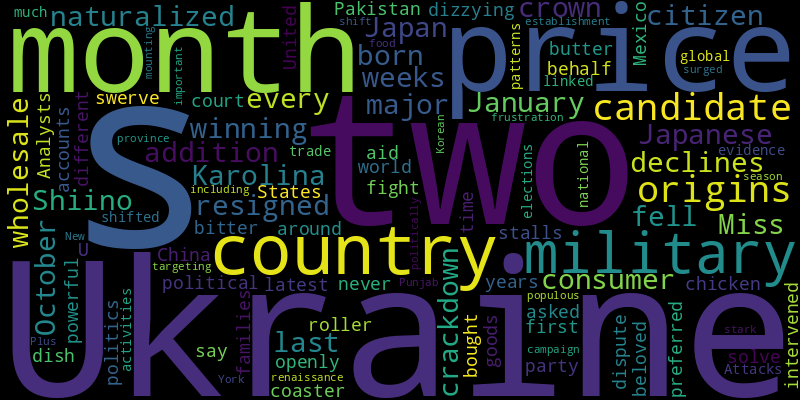 much
naturalized
Pakistan
shift
dizzying
crown
establishment
citizen
month
mounting
important
United
Japan
born
weeks
price
patterns
butter
behalf
linked
Mexico
global
surged
wholesale
Analysts
accounts
different
swerve
court
every
major
January
frustration
candidate
province
winning
addition
S
two
Korean
Japanese
evidence
season
trade
aid
world
fight
elections
national
declines
Karolina
including
States
origins
Shiino
shifted
resigned
bitter
around
politically
time
fell
Miss
stalls
October
New
U
China
country
military
targeting
powerful
political
latest
never
Punjab
crackdown
years
consumer
chicken
populous
Ukraine
Plus
politics
activities
families
roller
last
openly
bought
goods
asked
first
campaign
party
dispute
beloved
preferred
stark
solve
Attacks
intervened
dish
say
York
renaissance
coaster
food